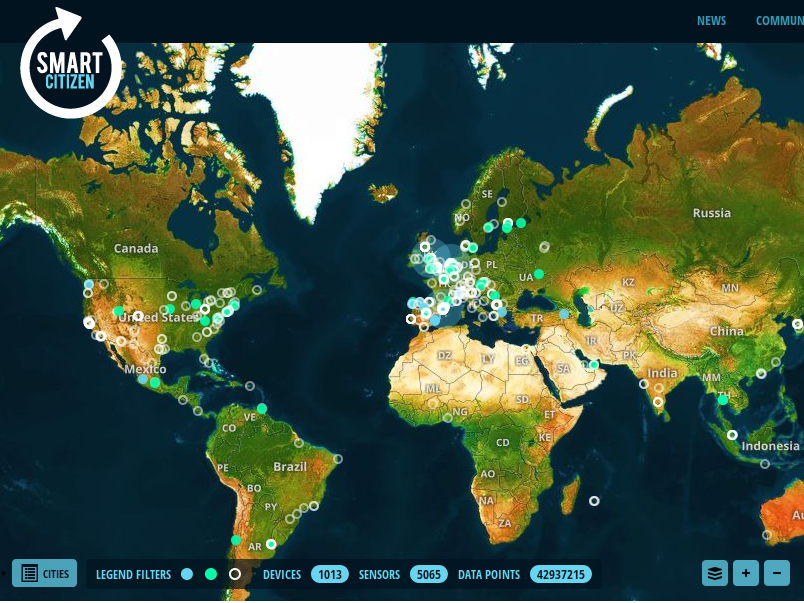 NEWS
COMMUN
SMART
CITIZEN
SE
NO
Russia
Canada
PL
UA
KZ
MN
UZ
United States
TR
China
DZ
LY
EG
SA
PK
India
Mexico
ML
SD
MM
TH
NG
ET
VE
CO
CD
KE
Indonesia
PE
Brazil
AO
BO
NA
PY
ZA
AR
Au
CITIES
LEGEND FILTERS
DEVICES 1013
SENSORS 5065
DATA POINTS 42937215
+
−